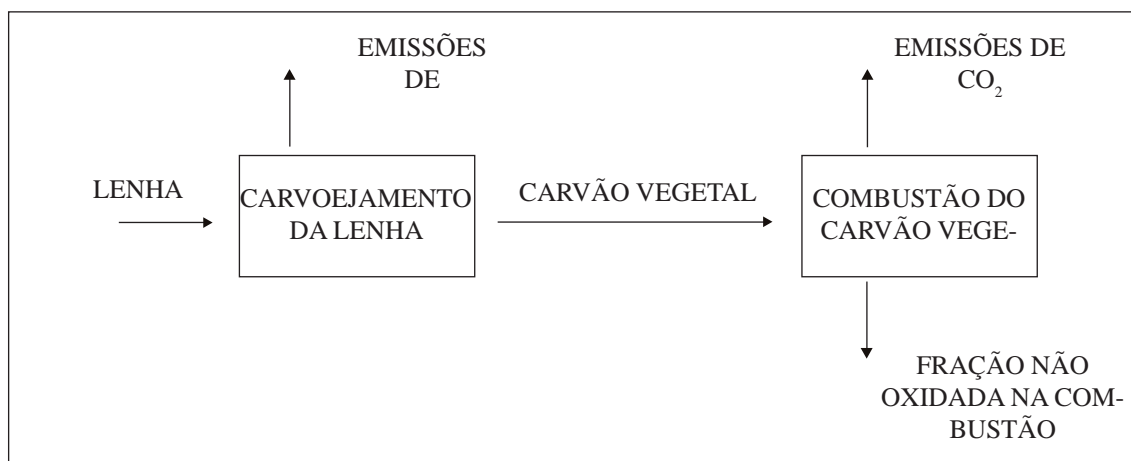 EMISSÕES
DE
EMISSÕES DE
CO₂
LENHA
CARVOEJAMENTO
DA LENHA
CARVÃO VEGETAL
COMBUSTÃO DO
CARVÃO VEGE-
FRAÇÃO NÃO
OXIDADA NA COM-
BUSTÃO